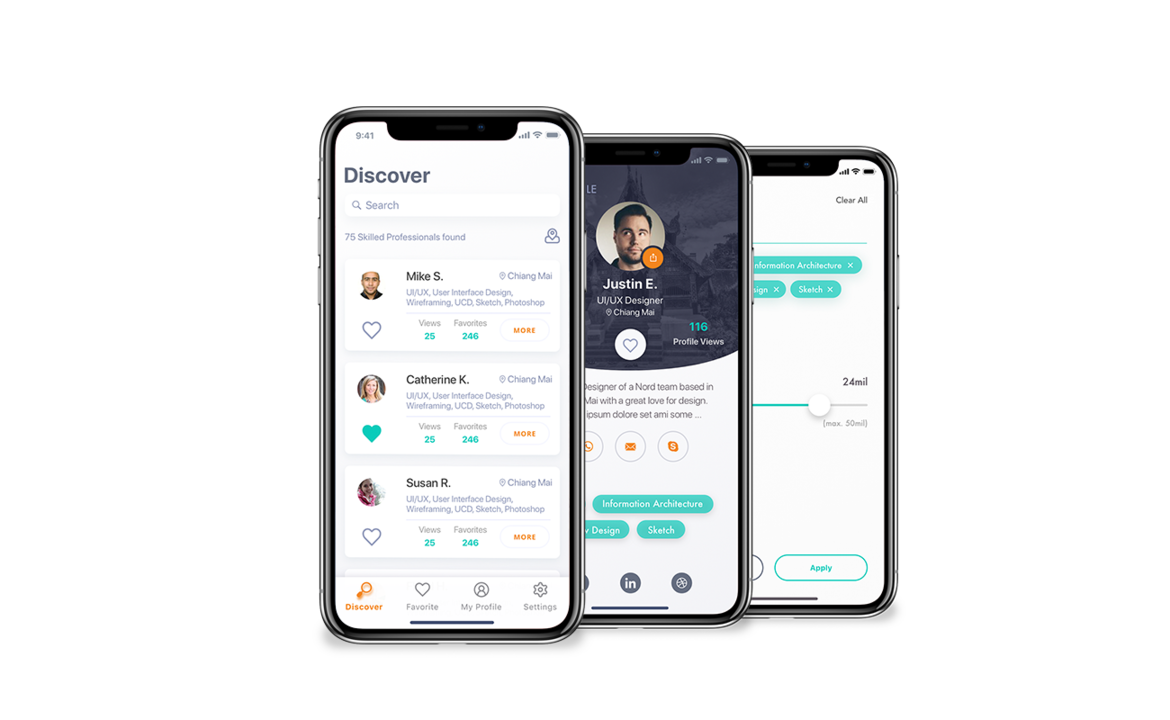 9:41
Discover
Search
75 Skilled Professionals found
Mike S.
Chiang Mai
UI/UX, User Interface Design,
Wireframing, UCD, Sketch, Photoshop
Views
Favorites
25
246
MORE
Catherine K.
Chiang Mai
UI/UX, User Interface Design,
Wireframing, UCD, Sketch, Photoshop
Views
Favorites
25
246
MORE
Susan R.
Chiang Mai
UI/UX, User Interface Design,
Wireframing, UCD, Sketch, Photoshop
Views
Favorites
25
246
MORE
Discover
Favorite
My Profile
Settings
LE
Justin E.
UI/UX Designer
Chiang Mai
116
Profile Views
Designer of a Nord team based in
Mai with a great love for design.
ipsum dolore set ami some ...
Information Architecture
Design
Sketch
in
Clear All
Information Architecture ×
ign ×
Sketch ×
24mil
(max. 50mil)
Apply